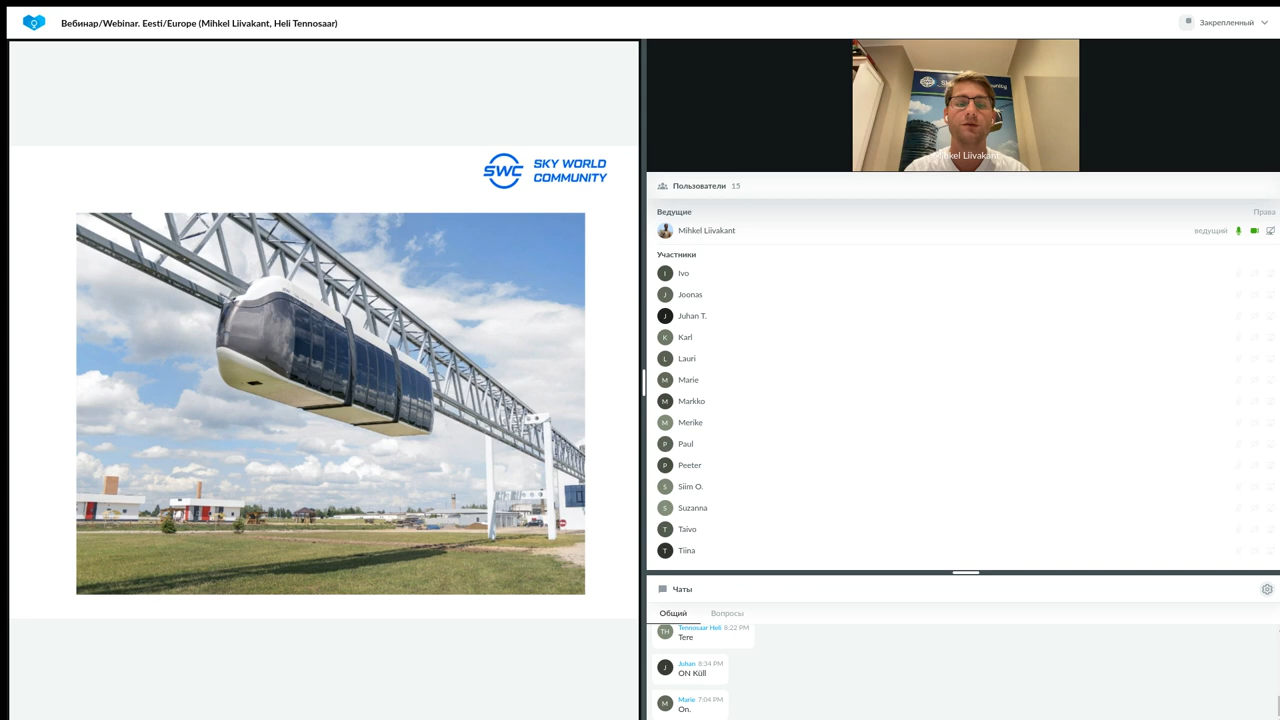 Вебинар/Webinar. Eesti/Europe (Mihkel Liivakant, Heli Tennosaar)
Закрепленный
SWC SKY WORLD
COMMUNITY
Mihkel Liivakant
Пользователи 15
Ведущие Права
Mihkel Liivakant ведущий
Участники
I Ivo
J Joonas
J Juhan T.
K Karl
L Lauri
M Marie
M Markko
M Merike
P Paul
P Peeter
S Siim O.
S Suzanna
T Taivo
T Tiina
Чаты
Общий Вопросы
TH Tennosaar Heli 8:22 PM
Tere
J Juhan 8:34 PM
ON Küll
M Marie 7:04 PM
On.